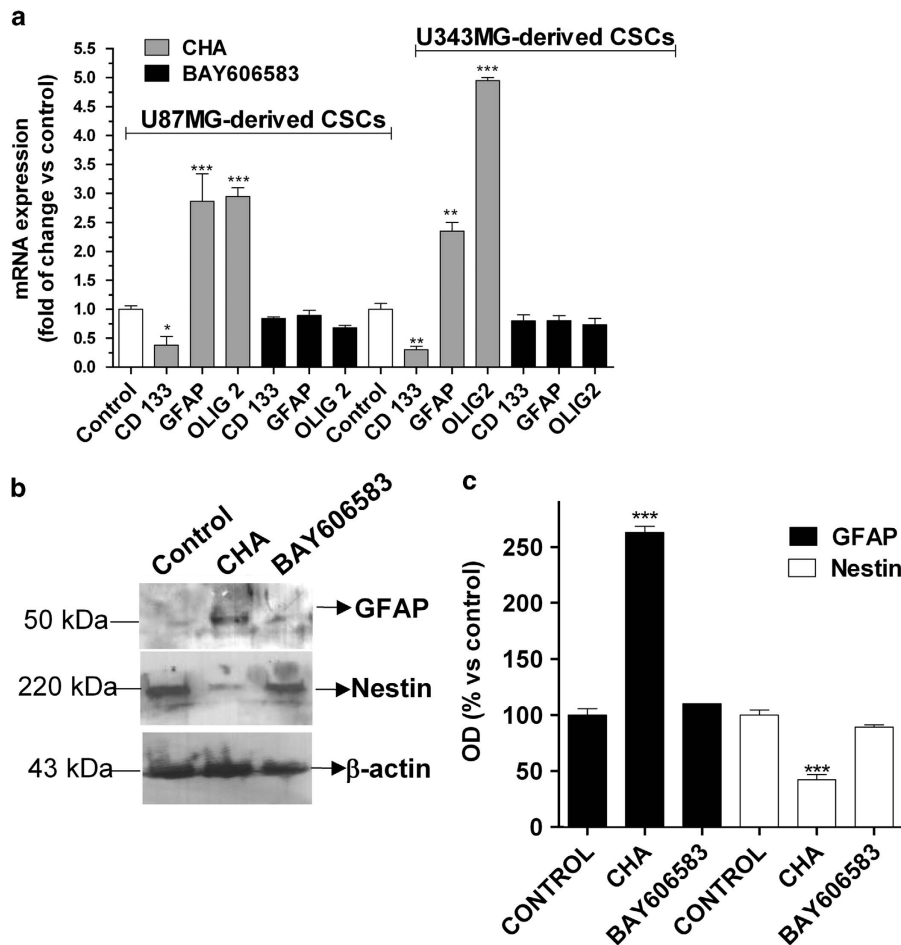 a
U343MG-derived CSCs
CHA
BAY606583
U87MG-derived CSCs
mRNA expression
(fold of change vs control)
5.5
5.0
4.5
4.0
3.5
3.0
2.5
2.0
1.5
1.0
0.5
0.0
*
***
***
**
**
***
Control
CD 133
GFAP
OLIG 2
CD 133
GFAP
OLIG 2
Control
CD 133
GFAP
OLIG2
CD 133
GFAP
OLIG2
b
Control
CHA
BAY606583
50 kDa
GFAP
220 kDa
Nestin
43 kDa
β-actin
c
GFAP
Nestin
OD (% vs control)
250
200
150
100
50
0
***
***
CONTROL
CHA
BAY606583
CONTROL
CHA
BAY606583